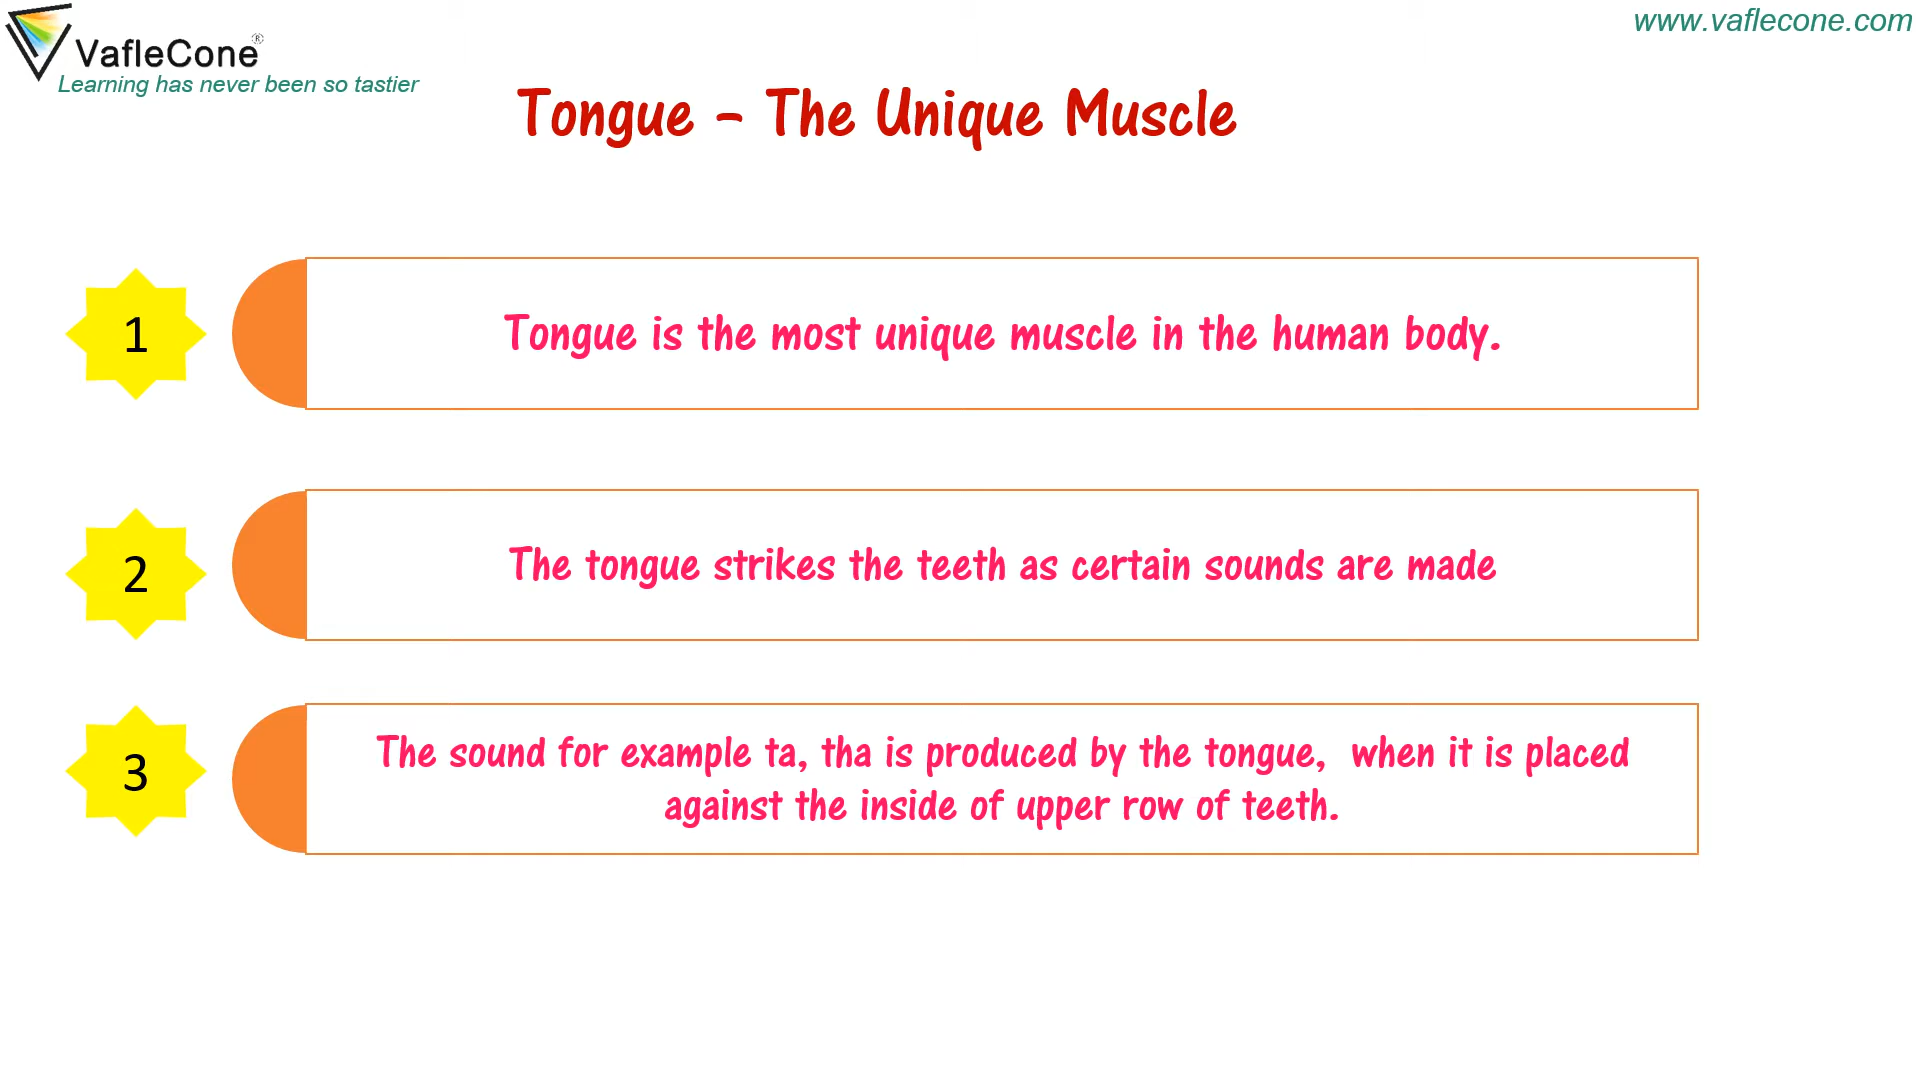 VafleCone®
Learning has never been so tastier
www.vaflecone.com
Tongue - The Unique Muscle
1
Tongue is the most unique muscle in the human body.
2
The tongue strikes the teeth as certain sounds are made
3
The sound for example ta, tha is produced by the tongue, when it is placed
against the inside of upper row of teeth.